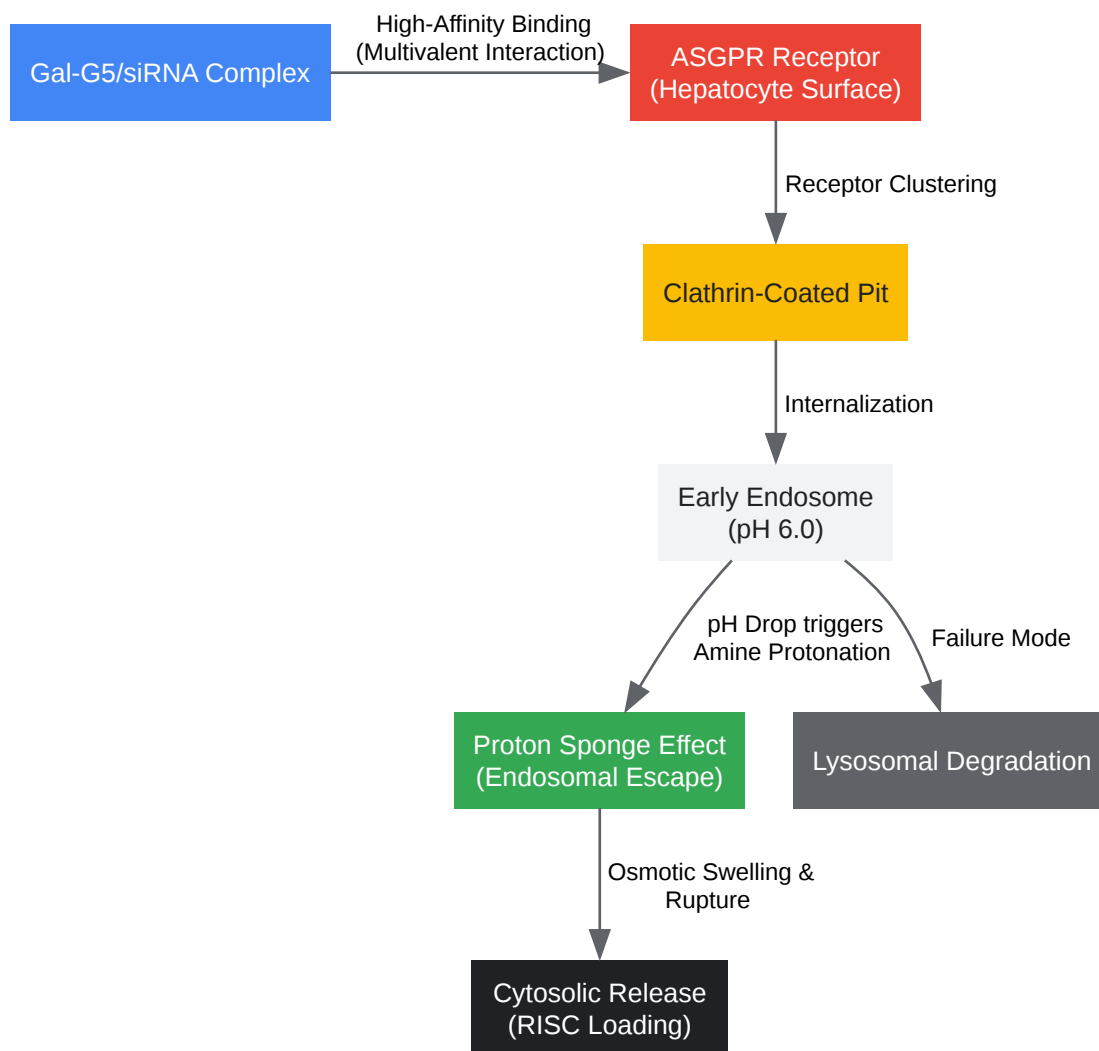 High-Affinity Binding
(Multivalent Interaction)
Gal-G5/siRNA Complex
ASGPR Receptor
(Hepatocyte Surface)
Receptor Clustering
Clathrin-Coated Pit
Internalization
Early Endosome
(pH 6.0)
pH Drop triggers
Amine Protonation
Failure Mode
Proton Sponge Effect
(Endosomal Escape)
Lysosomal Degradation
Osmotic Swelling &
Rupture
Cytosolic Release
(RISC Loading)